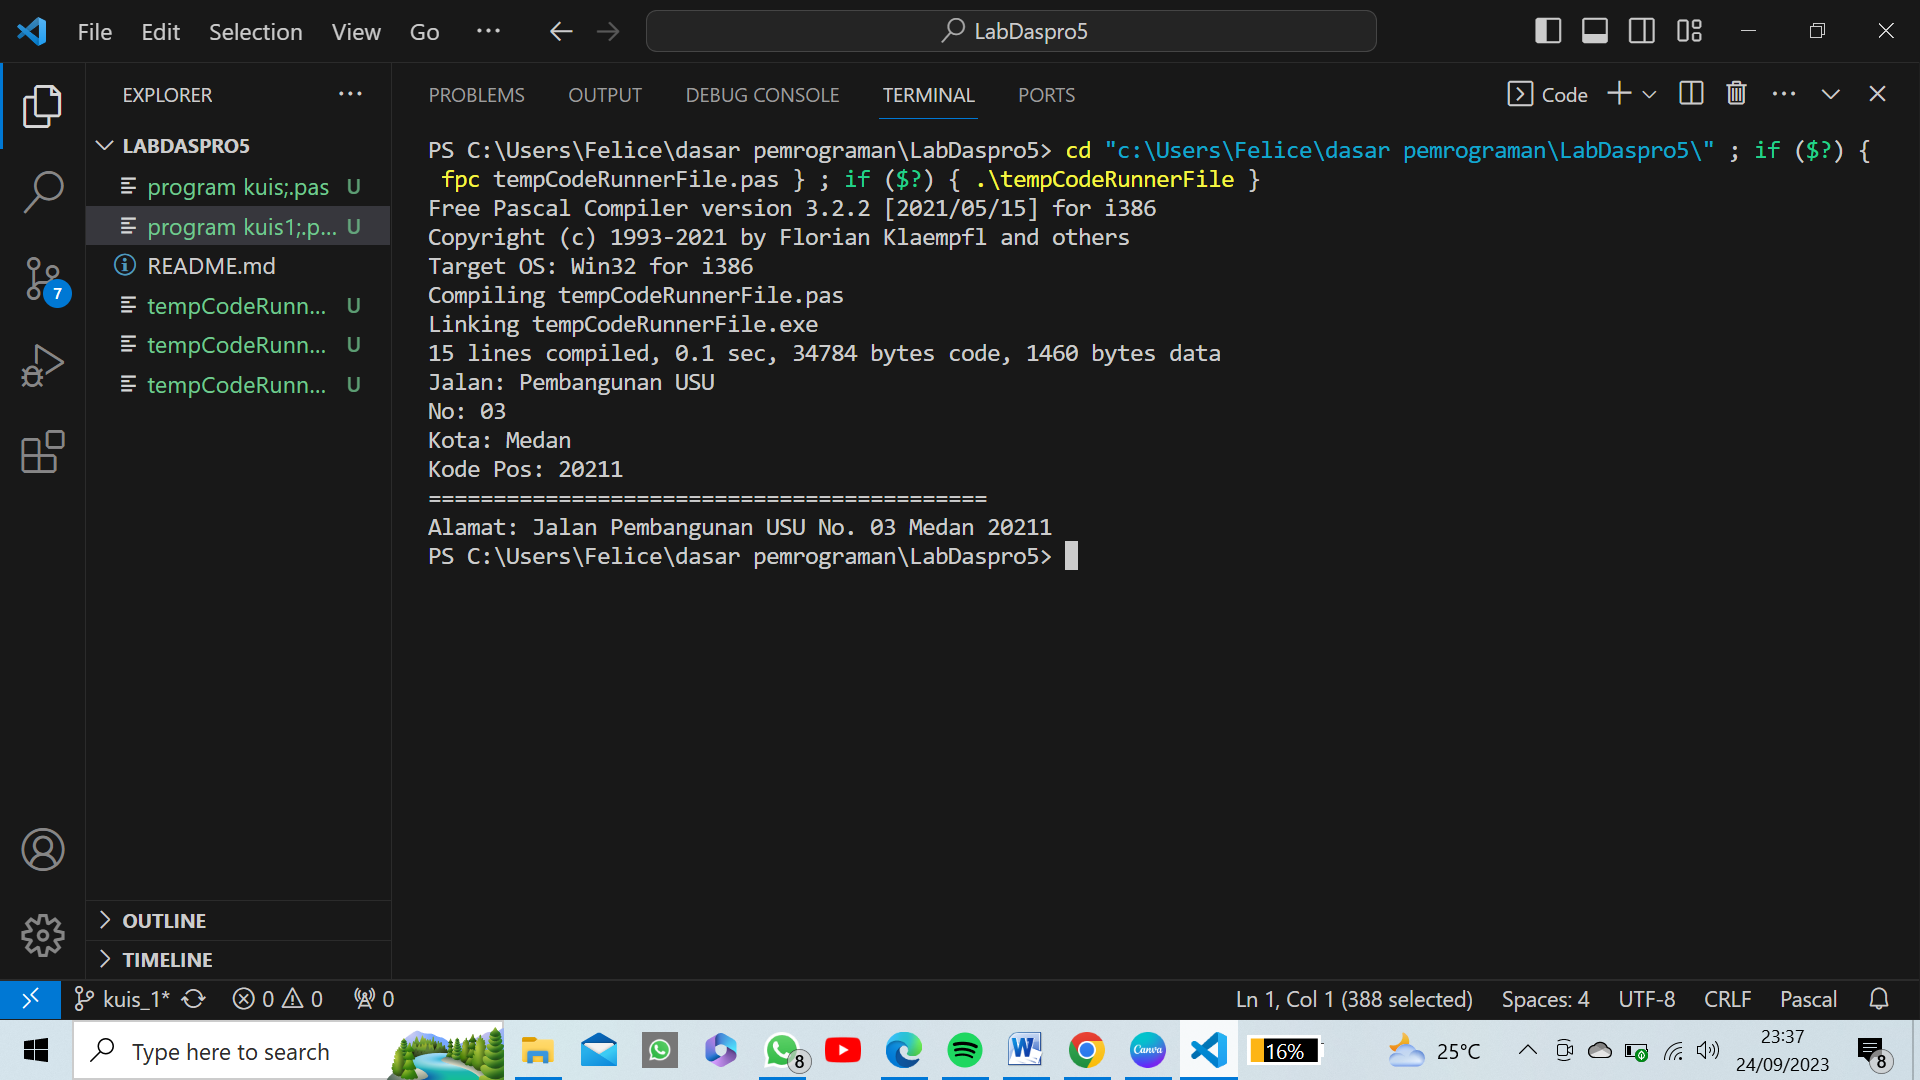 File Edit Selection View Go ··· LabDaspro5
EXPLORER ···
PROBLEMS OUTPUT DEBUG CONSOLE TERMINAL PORTS Code
LABDASPRO5
program kuis;.pas U
program kuis1;.p... U
README.md
tempCodeRunn... U
tempCodeRunn... U
tempCodeRunn... U
7
PS C:\Users\Felice\dasar pemrograman\LabDaspro5> cd "c:\Users\Felice\dasar pemrograman\LabDaspro5\" ; if ($?) {
fpc tempCodeRunnerFile.pas } ; if ($?) { .\tempCodeRunnerFile }
Free Pascal Compiler version 3.2.2 [2021/05/15] for i386
Copyright (c) 1993-2021 by Florian Klaempfl and others
Target OS: Win32 for i386
Compiling tempCodeRunnerFile.pas
Linking tempCodeRunnerFile.exe
15 lines compiled, 0.1 sec, 34784 bytes code, 1460 bytes data
Jalan: Pembangunan USU
No: 03
Kota: Medan
Kode Pos: 20211
===========================================
Alamat: Jalan Pembangunan USU No. 03 Medan 20211
PS C:\Users\Felice\dasar pemrograman\LabDaspro5>
OUTLINE
TIMELINE
kuis_1* 0 0 0 Ln 1, Col 1 (388 selected) Spaces: 4 UTF-8 CRLF Pascal
Type here to search 8 W Canva 16% 25°C 23:37
24/09/2023 8